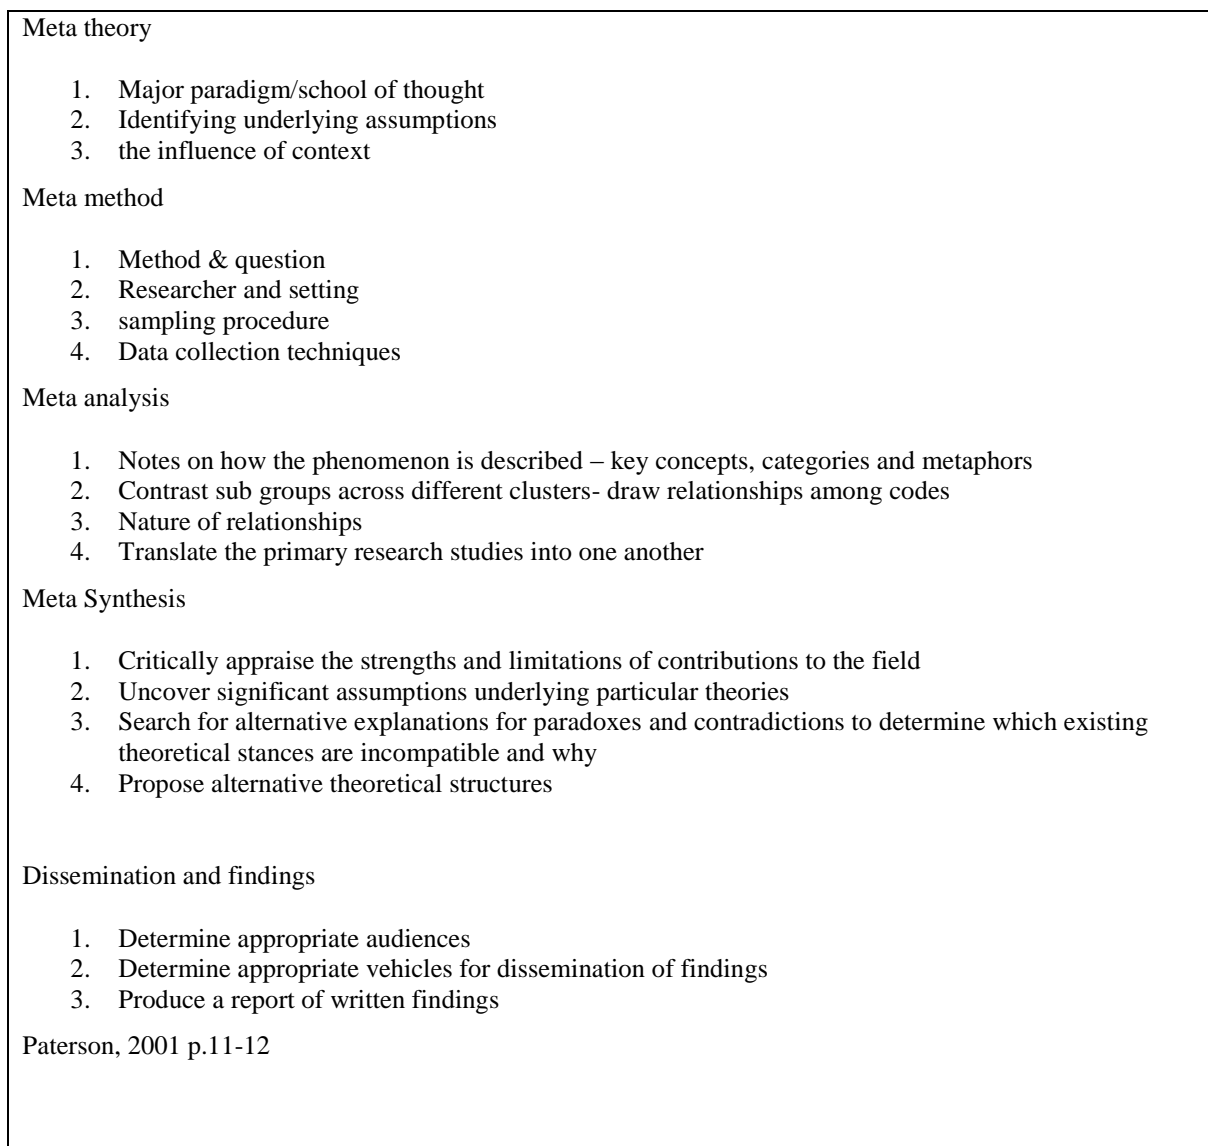 Meta theory
1. Major paradigm/school of thought
2. Identifying underlying assumptions
3. the influence of context
Meta method
1. Method & question
2. Researcher and setting
3. sampling procedure
4. Data collection techniques
Meta analysis
1. Notes on how the phenomenon is described – key concepts, categories and metaphors
2. Contrast sub groups across different clusters- draw relationships among codes
3. Nature of relationships
4. Translate the primary research studies into one another
Meta Synthesis
1. Critically appraise the strengths and limitations of contributions to the field
2. Uncover significant assumptions underlying particular theories
3. Search for alternative explanations for paradoxes and contradictions to determine which existing
theoretical stances are incompatible and why
4. Propose alternative theoretical structures
Dissemination and findings
1. Determine appropriate audiences
2. Determine appropriate vehicles for dissemination of findings
3. Produce a report of written findings
Paterson, 2001 p.11-12